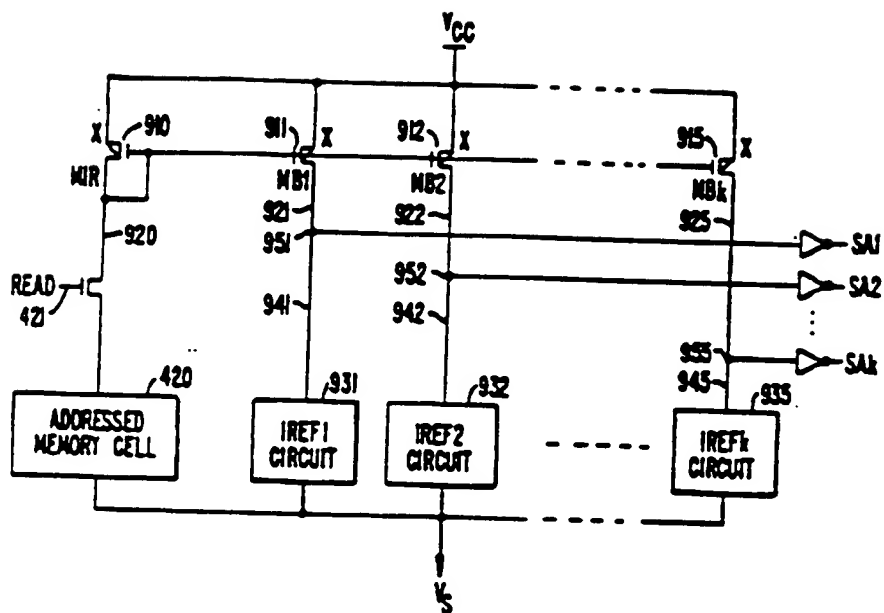 VCC
X 910 911 X 912 X 915 X
MIR MB1 MB2 MBk
920 921 922 925
951 SA1
READ 952 SA2
421 941 942
955 SAk
945
420 931 932 935
ADDRESSED MEMORY CELL
IREF1 CIRCUIT
IREF2 CIRCUIT
IREFk CIRCUIT
VS